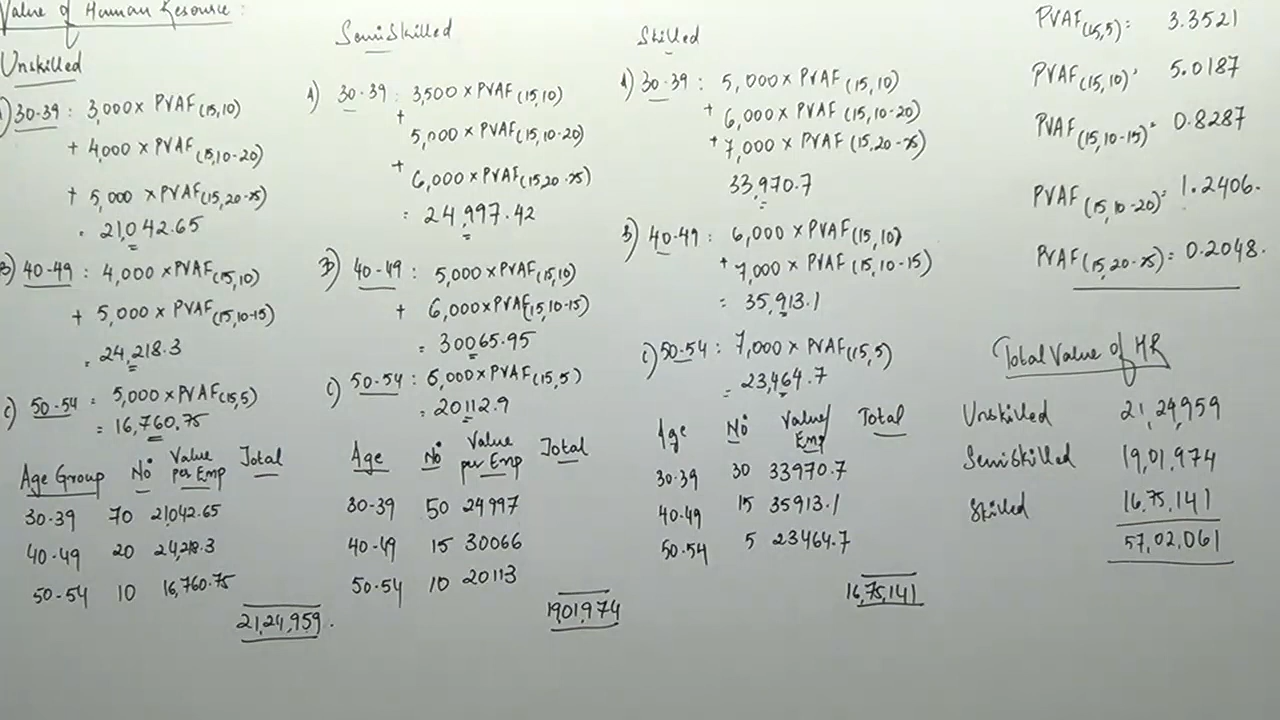 Value of Human Resource :
Unskilled
A) 30-39 : 3,000 x PVAF(15,10)
+ 4,000 x PVAF(15,10-20)
+ 5,000 x PVAF(15,20-25)
= 21,042.65
B) 40-49 : 4,000 x PVAF(15,10)
+ 5,000 x PVAF(15,10-15)
= 24,218.3
C) 50-54 = 5,000 x PVAF(15,5)
= 16,760.75
Age Group No Value per Emp Total
30-39 70 21,042.65
40-49 20 24,218.3
50-54 10 16,760.75
21,24,959.
SemiSkilled
A) 30-39 : 3,500 x PVAF(15,10)
+ 5,000 x PVAF(15,10-20)
+ 6,000 x PVAF(15,20-25)
= 24,997.42
B) 40-49 : 5,000 x PVAF(15,10)
+ 6,000 x PVAF(15,10-15)
= 30065.95
C) 50-54 : 6,000 x PVAF(15,5)
= 20112.9
Age No Value per Emp Total
30-39 50 24997
40-49 15 30066
50-54 10 20113
19,01,974
Skilled
A) 30-39 : 5,000 x PVAF(15,10)
+ 6,000 x PVAF(15,10-20)
+ 7,000 x PVAF(15,20-25)
33,970.7
B) 40-49 : 6,000 x PVAF(15,10)
+ 7,000 x PVAF(15,10-15)
= 35,913.1
C) 50-54 : 7,000 x PVAF(15,5)
= 23,464.7
Age No Value/Emp Total
30-39 30 33970.7
40-49 15 35913.1
50-54 5 23464.7
16,75,141
PVAF(15,5) : 3.3521
PVAF(15,10) : 5.0187
PVAF(15,10-15) = 0.8287
PVAF(15,10-20) = 1.2406.
PVAF(15,20-25) = 0.2048.
Total Value of HR
Unskilled 21,24,959
SemiSkilled 19,01,974
Skilled 16,75,141
57,02,061